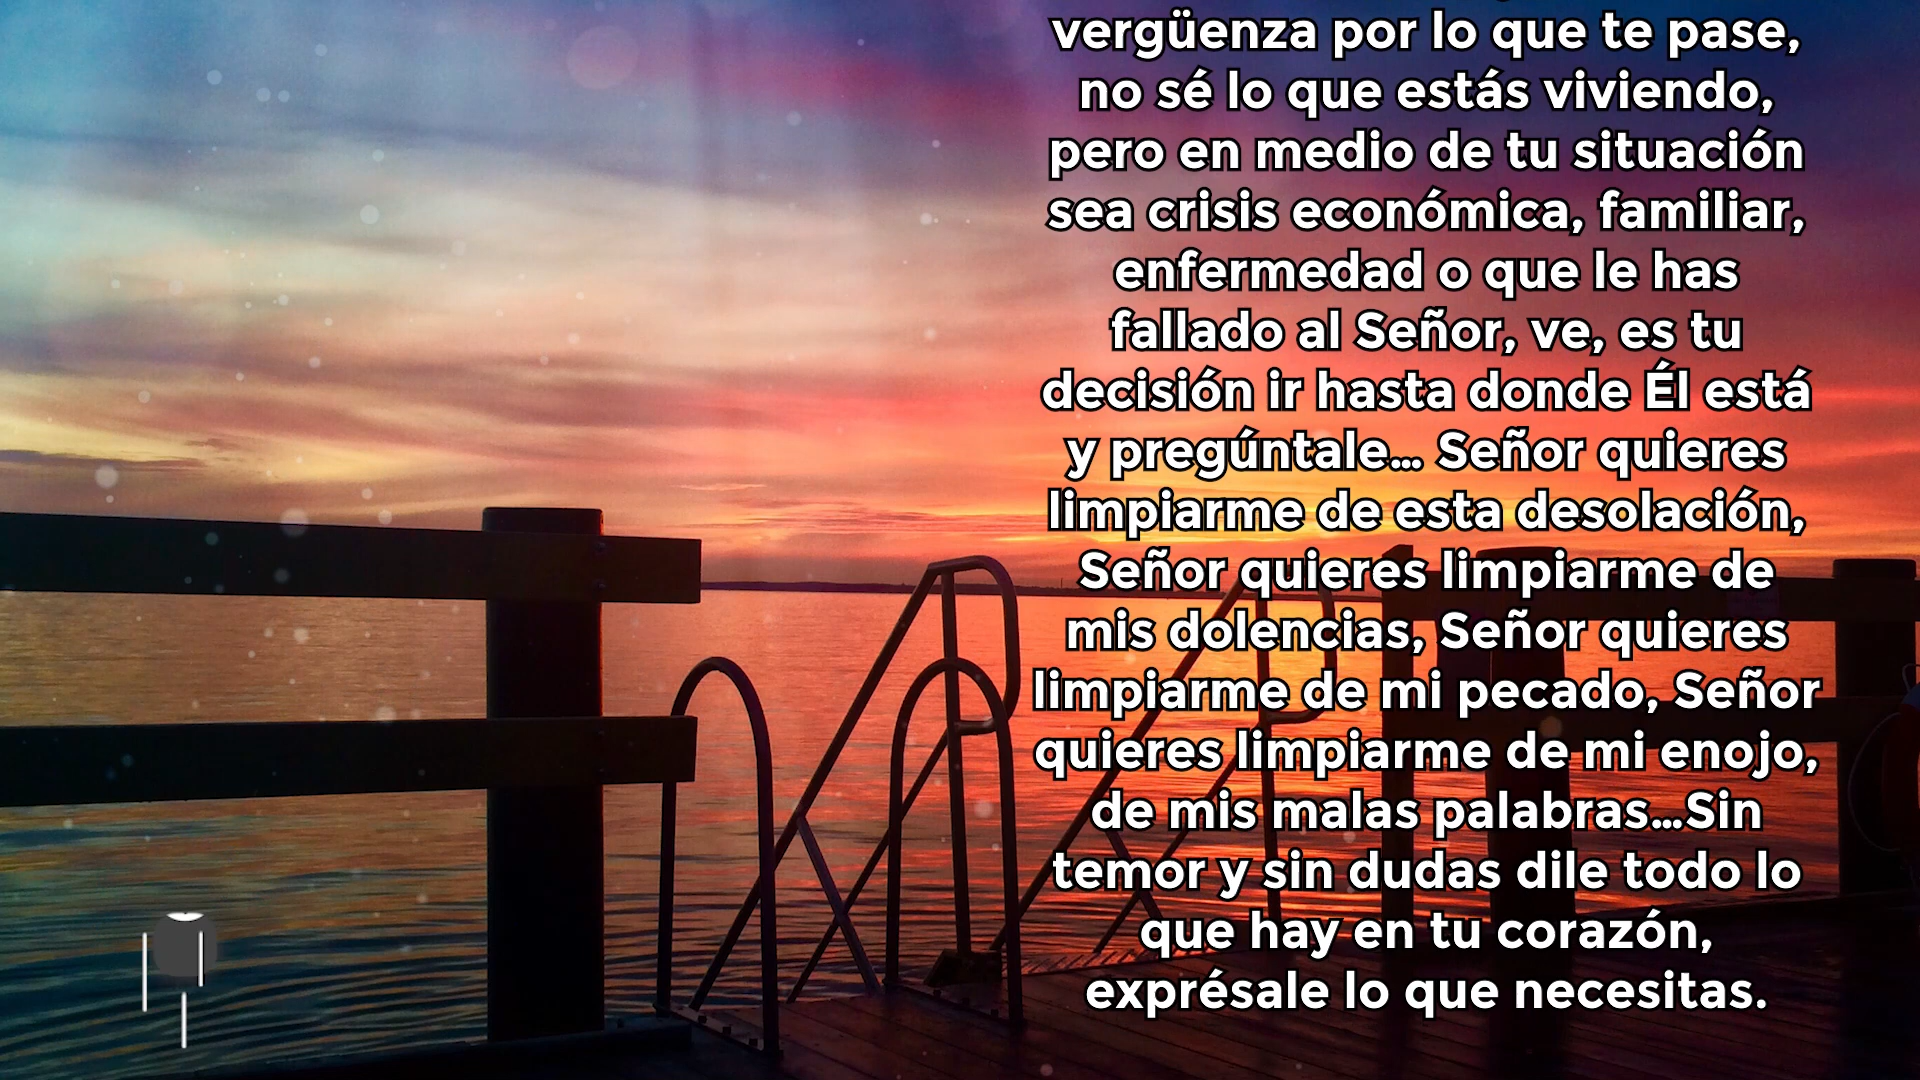 vergüenza por lo que te pase,
no sé lo que estás viviendo,
pero en medio de tu situación
sea crisis económica, familiar,
enfermedad o que le has
fallado al Señor, ve, es tu
decisión ir hasta donde Él está
y pregúntale... Señor quieres
limpiarme de esta desolación,
Señor quieres limpiarme de
mis dolencias, Señor quieres
limpiarme de mi pecado, Señor
quieres limpiarme de mi enojo,
de mis malas palabras...Sin
temor y sin dudas dile todo lo
que hay en tu corazón,
exprésale lo que necesitas.